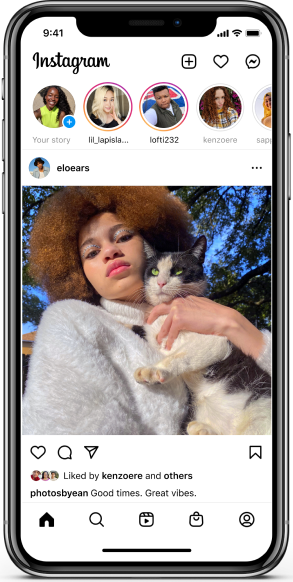 9:41
Instagram
Your story lil_lapisla... lofti232 kenzoere sapp
eloears
Liked by kenzoere and others
photosbyean Good times. Great vibes.